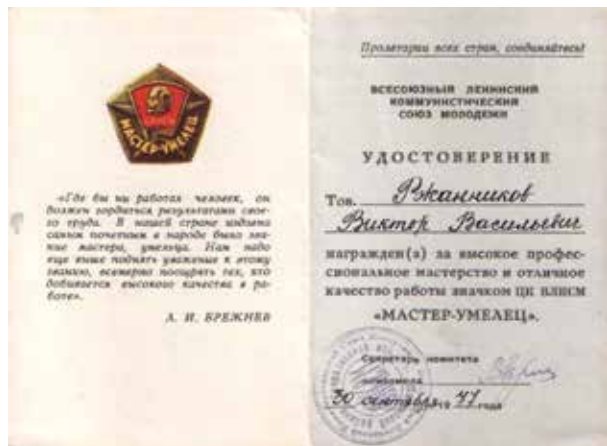 МАСТЕР-УМЕЛЕЦ
«Где бы ни работал человек, он
должен гордиться результатами свое-
го труда. В нашей стране издавна
самым почетным в народе было зва-
ние мастера, умельца. Нам надо
еще выше поднять уважение к этому
званию, всемерно поощрять тех, кто
добивается высокого качества в ра-
боте».
Л. И. БРЕЖНЕВ
Пролетарии всех стран, соединяйтесь!
ВСЕСОЮЗНЫЙ ЛЕНИНСКИЙ
КОММУНИСТИЧЕСКИЙ
СОЮЗ МОЛОДЕЖИ
УДОСТОВЕРЕНИЕ
Тов. Ржанников
Виктор Васильевич
награжден(а) за высокое профес-
сиональное мастерство и отличное
качество работы значком ЦК ВЛКСМ
«МАСТЕР-УМЕЛЕЦ».
Секретарь комитета
комсомола
30 сентября 1977 года